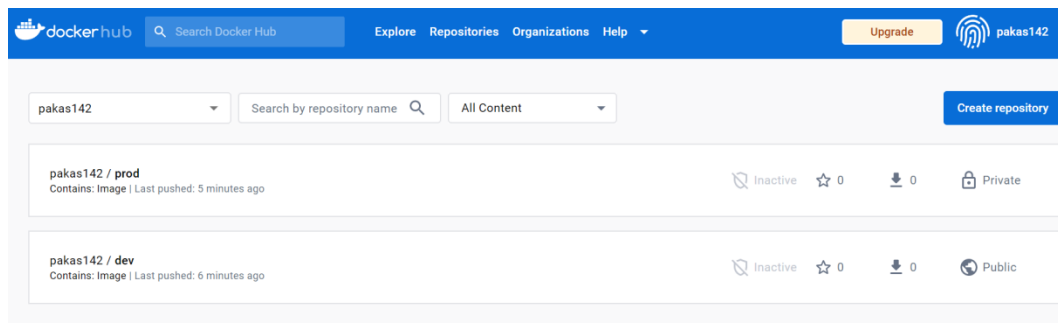 dockerhub Search Docker Hub Explore Repositories Organizations Help Upgrade pakas142
pakas142 Search by repository name All Content Create repository
pakas142 / prod
Contains: Image | Last pushed: 5 minutes ago
Inactive 0 0 Private
pakas142 / dev
Contains: Image | Last pushed: 6 minutes ago
Inactive 0 0 Public